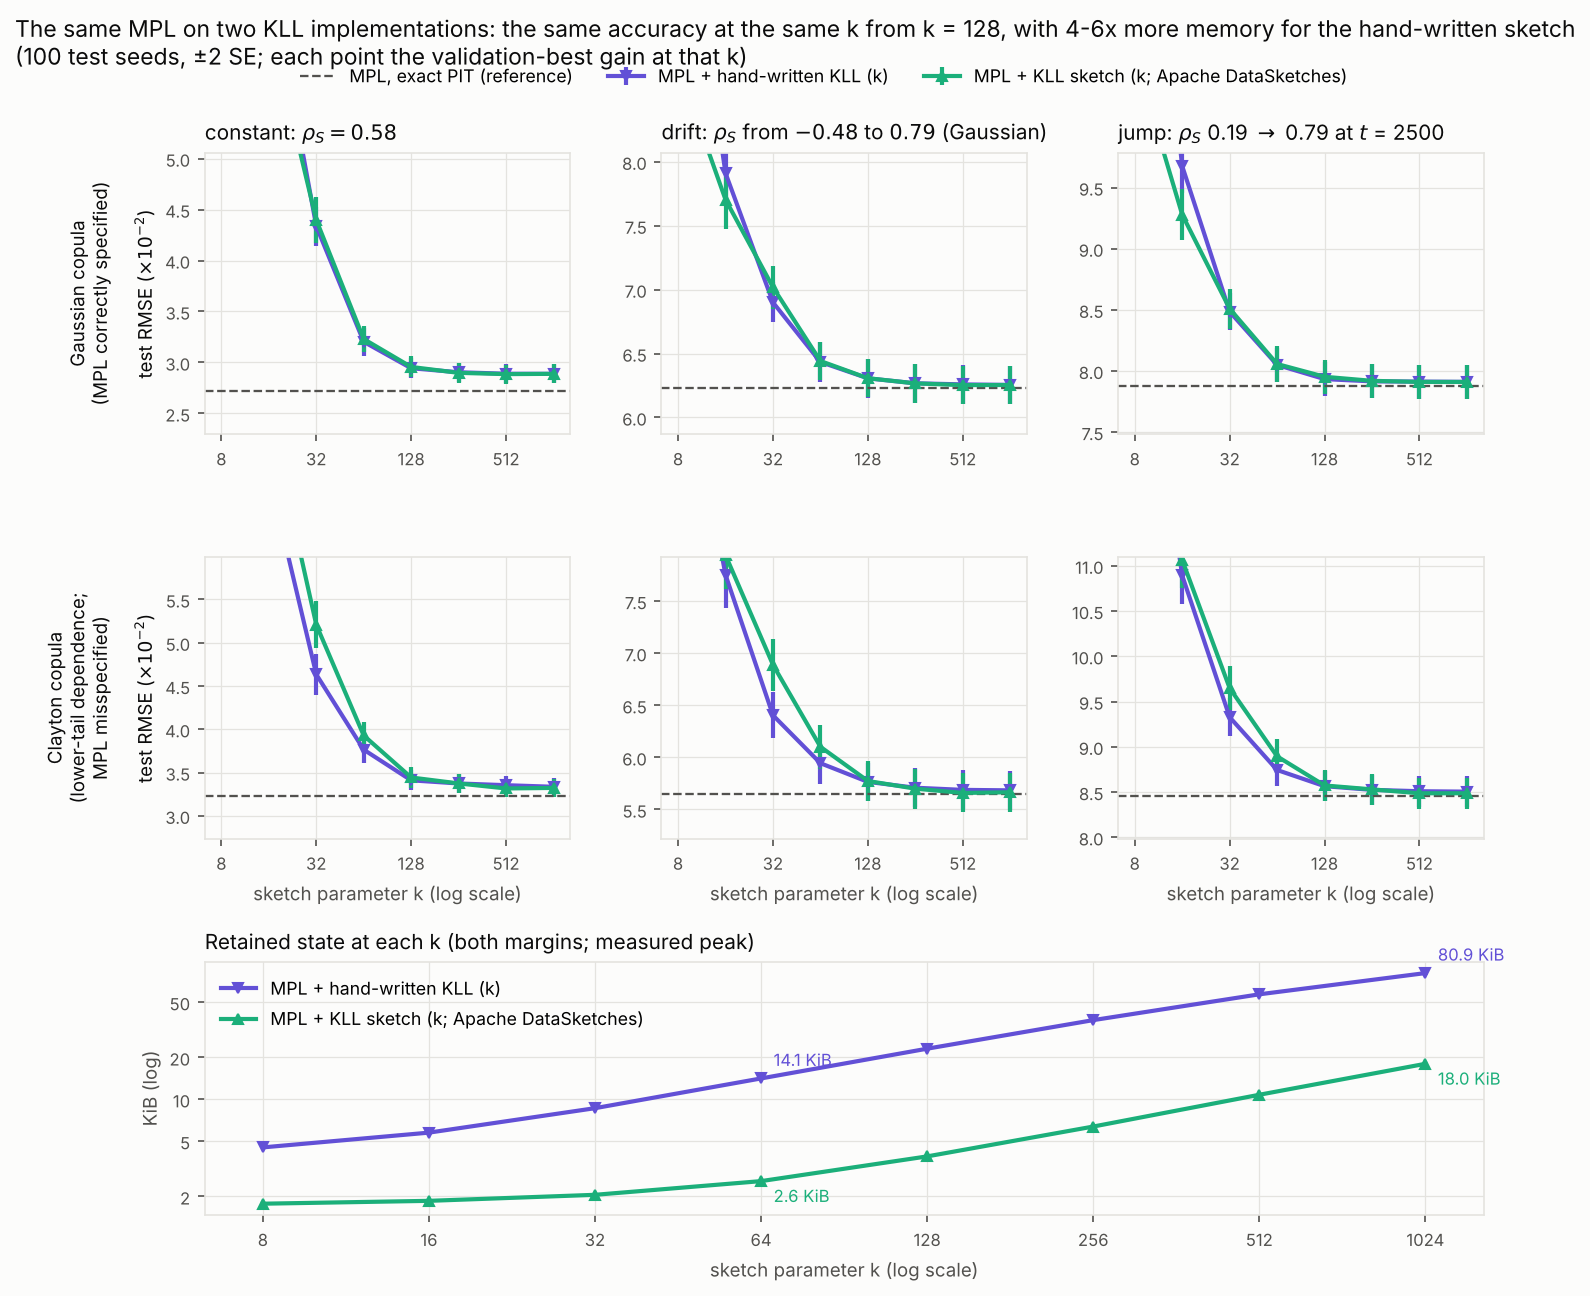 The same MPL on two KLL implementations: the same accuracy at the same k from k = 128, with 4-6x more memory for the hand-written sketch
(100 test seeds, ±2 SE; each point the validation-best gain at that k)
MPL, exact PIT (reference)
MPL + hand-written KLL (k)
MPL + KLL sketch (k; Apache DataSketches)
constant: ρS = 0.58
drift: ρS from −0.48 to 0.79 (Gaussian)
jump: ρS 0.19 → 0.79 at t = 2500
Gaussian copula
(MPL correctly specified)
test RMSE (×10⁻²)
5.0
4.5
4.0
3.5
3.0
2.5
8 32 128 512
8.0
7.5
7.0
6.5
6.0
8 32 128 512
9.5
9.0
8.5
8.0
7.5
8 32 128 512
Clayton copula
(lower-tail dependence;
MPL misspecified)
test RMSE (×10⁻²)
5.5
5.0
4.5
4.0
3.5
3.0
8 32 128 512
sketch parameter k (log scale)
7.5
7.0
6.5
6.0
5.5
8 32 128 512
sketch parameter k (log scale)
11.0
10.5
10.0
9.5
9.0
8.5
8.0
8 32 128 512
sketch parameter k (log scale)
Retained state at each k (both margins; measured peak)
MPL + hand-written KLL (k)
MPL + KLL sketch (k; Apache DataSketches)
KiB (log)
50
20
10
5
2
80.9 KiB
14.1 KiB
18.0 KiB
2.6 KiB
8 16 32 64 128 256 512 1024
sketch parameter k (log scale)